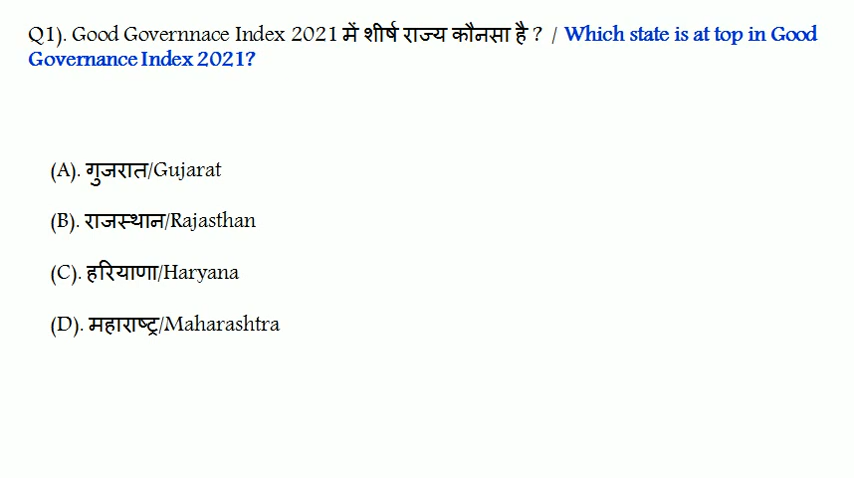 Q1). Good Governnace Index 2021 में शीर्ष राज्य कौनसा है ? / Which state is at top in Good
Governance Index 2021?
(A). गुजरात/Gujarat
(B). राजस्थान/Rajasthan
(C). हरियाणा/Haryana
(D). महाराष्ट्र/Maharashtra